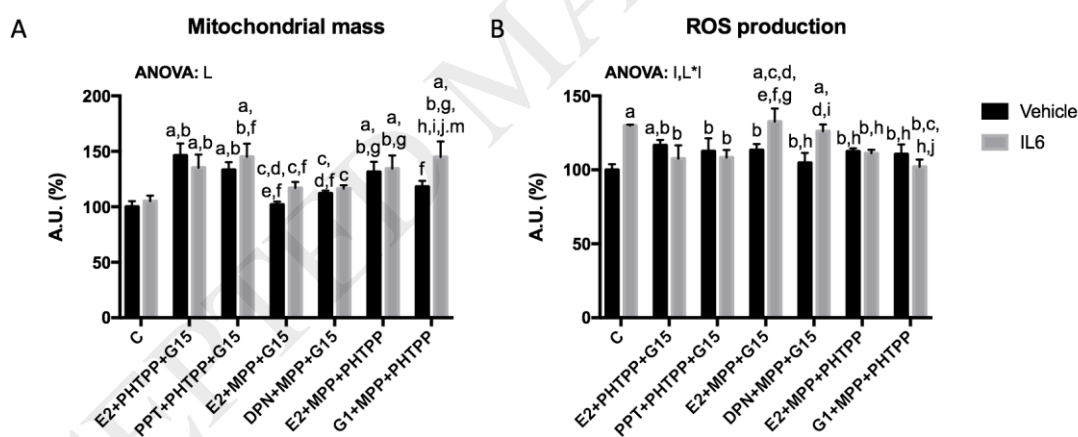 A
Mitochondrial mass
ANOVA: L
a,b
a,b
a,b
a,
b,f
c,d,
e,f
c,f
c,
d,f
c
a,
b,g
a,
b,g
f
a,
b,g,
h,i,j.m
200
150
100
50
0
A.U. (%)
C
E2+PHTPP+G15
PPT+PHTPP+G15
E2+MPP+G15
DPN+MPP+G15
E2+MPP+PHTPP
G1+MPP+PHTPP
B
ROS production
ANOVA: I,L*I
a
a,b
b
b
b
b
a,c,d,
e,f,g
b,h
a,
d,i
b,h
b,h
b,h
b,c,
h,j
150
100
50
0
A.U. (%)
C
E2+PHTPP+G15
PPT+PHTPP+G15
E2+MPP+G15
DPN+MPP+G15
E2+MPP+PHTPP
G1+MPP+PHTPP
Vehicle
IL6